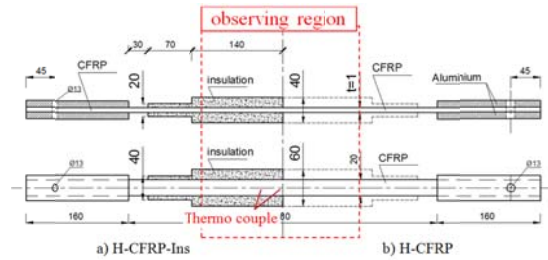 observing region
30 70 140
45 CFRP Ø13 20 insulation 40 t=1 CFRP Aluminium 45
Ø13 40 insulation 60 20 CFRP Ø13
Thermo couple
160 80 160
a) H-CFRP-Ins b) H-CFRP